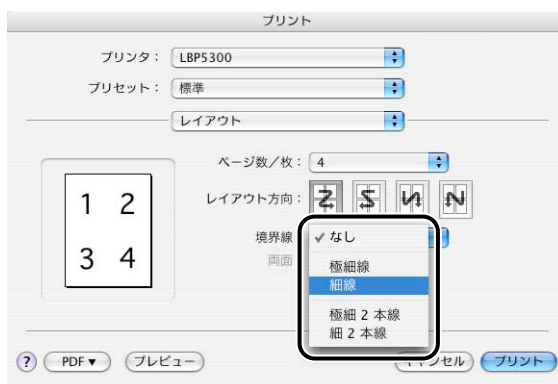 プリント
プリンタ： LBP5300
プリセット： 標準
レイアウト
ページ数／枚： 4
レイアウト方向：
1 2
3 4
境界線
✓なし
両面
極細線
細線
極細 2 本線
細 2 本線
? PDF▼ プレビュー キャンセル プリント